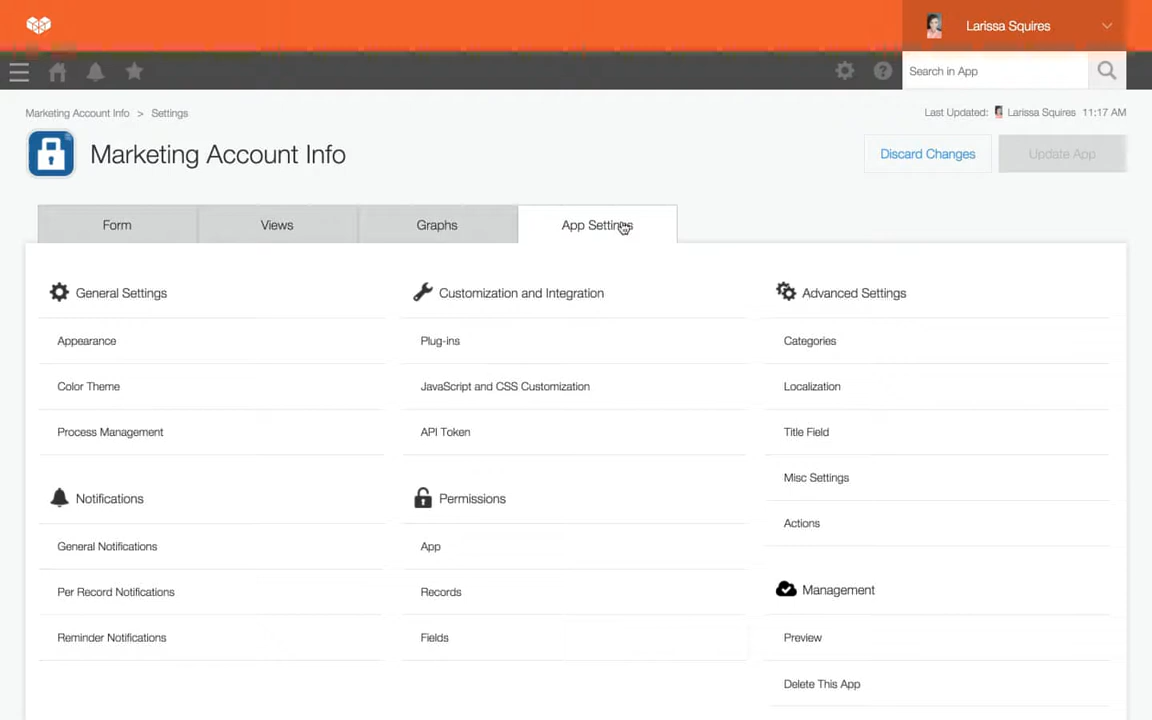 Larissa Squires
Search in App
Marketing Account Info > Settings
Last Updated: Larissa Squires 11:17 AM
Marketing Account Info
Discard Changes
Update App
Form
Views
Graphs
App Settings
General Settings
Appearance
Color Theme
Process Management
Notifications
General Notifications
Per Record Notifications
Reminder Notifications
Customization and Integration
Plug-ins
JavaScript and CSS Customization
API Token
Permissions
App
Records
Fields
Advanced Settings
Categories
Localization
Title Field
Misc Settings
Actions
Management
Preview
Delete This App